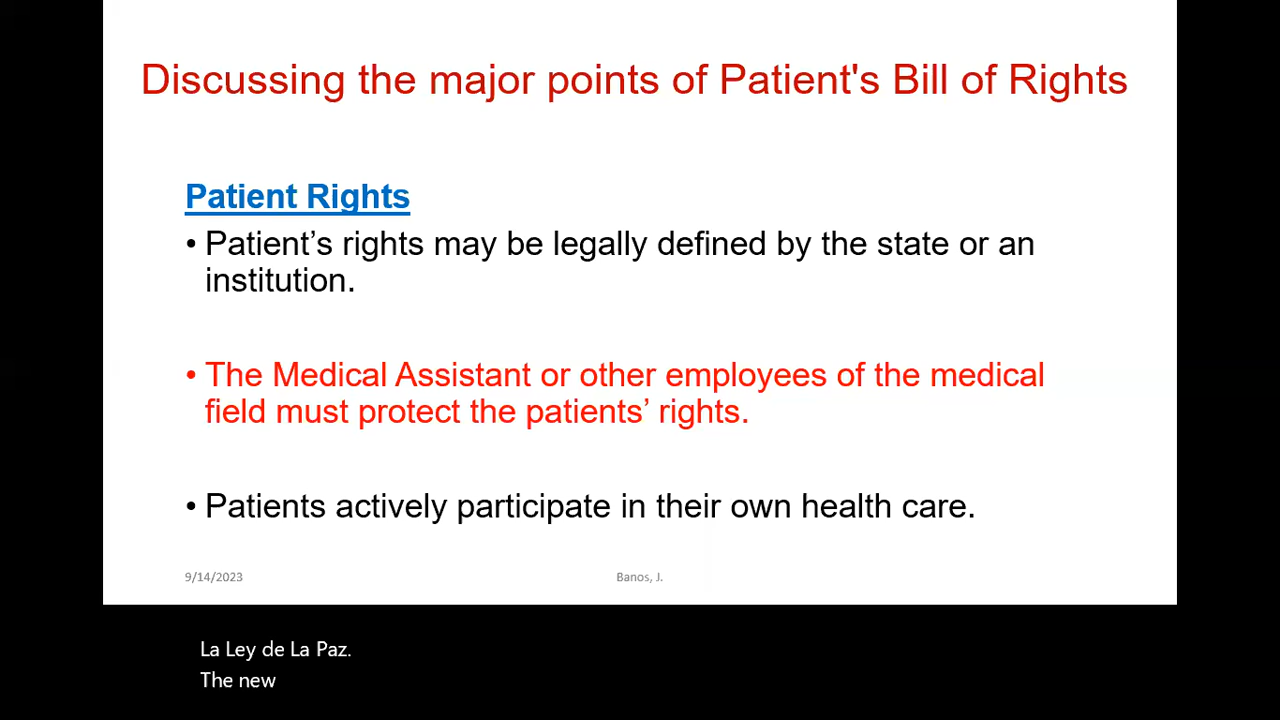 Discussing the major points of Patient's Bill of Rights
Patient Rights
• Patient’s rights may be legally defined by the state or an
institution.
• The Medical Assistant or other employees of the medical
field must protect the patients’ rights.
• Patients actively participate in their own health care.
9/14/2023
Banos, J.
La Ley de La Paz.
The new